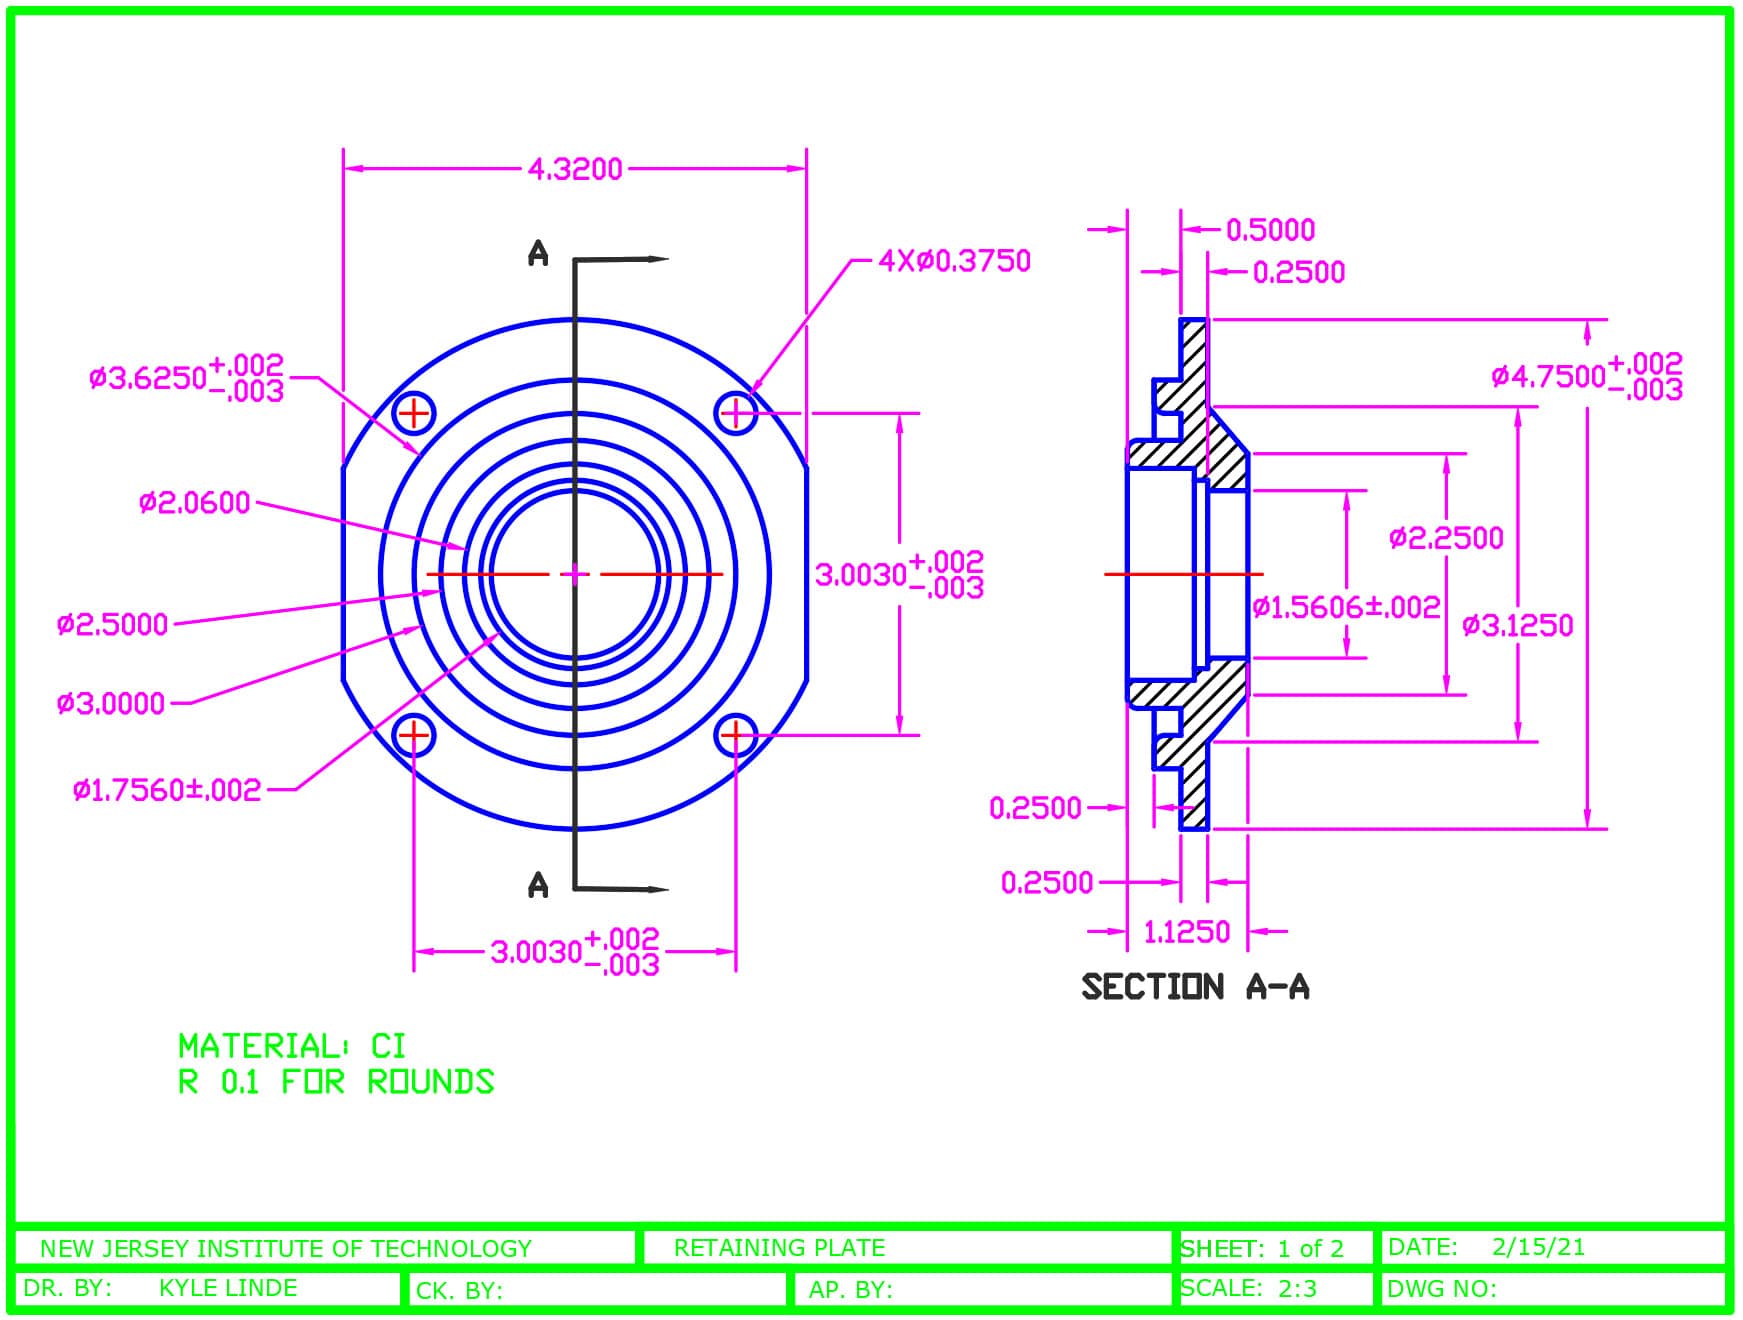 4.3200
A
4XØ0.3750
0.5000
0.2500
Ø3.6250+.002
-.003
Ø4.7500+.002
-.003
Ø2.0600
Ø2.2500
3.0030+.002
-.003
Ø1.5606±.002
Ø3.1250
Ø2.5000
Ø3.0000
Ø1.7560±.002
0.2500
A
0.2500
3.0030+.002
-.003
1.1250
SECTION A-A
MATERIAL: CI
R 0.1 FOR ROUNDS
NEW JERSEY INSTITUTE OF TECHNOLOGY
RETAINING PLATE
SHEET: 1 of 2
DATE: 2/15/21
DR. BY: KYLE LINDE
CK. BY:
AP. BY:
SCALE: 2:3
DWG NO: